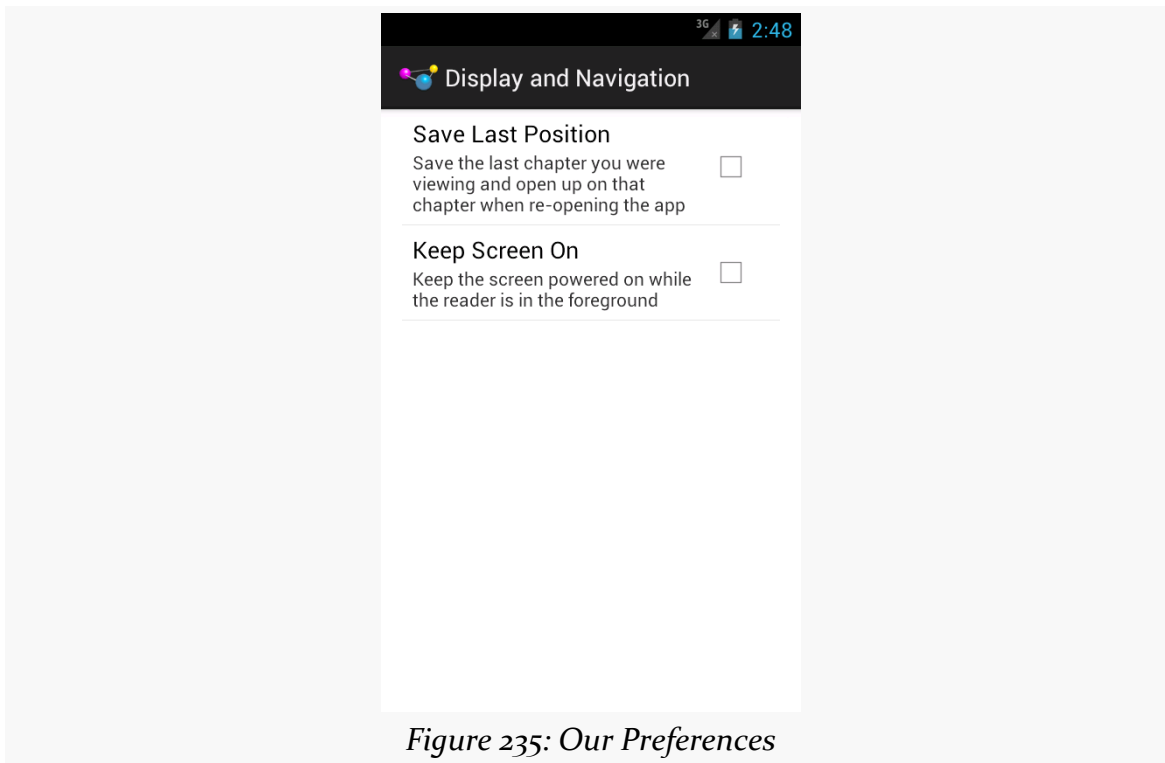 3G 2:48
Display and Navigation
Save Last Position
Save the last chapter you were
viewing and open up on that
chapter when re-opening the app
Keep Screen On
Keep the screen powered on while
the reader is in the foreground
Figure 235: Our Preferences